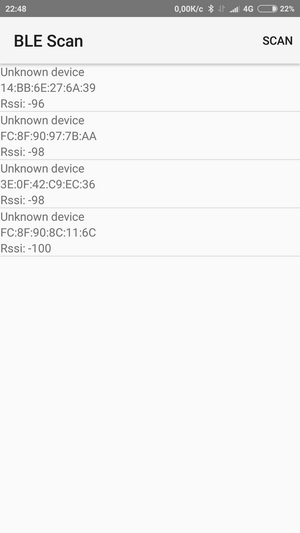 22:48 0,00K/c 4G 22%
BLE Scan SCAN
Unknown device
14:BB:6E:27:6A:39
Rssi: -96
Unknown device
FC:8F:90:97:7B:AA
Rssi: -98
Unknown device
3E:0F:42:C9:EC:36
Rssi: -98
Unknown device
FC:8F:90:8C:11:6C
Rssi: -100